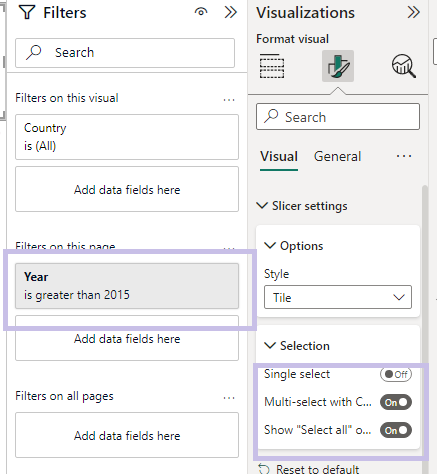 Filters
Search
Filters on this visual
...
Country
is (All)
Add data fields here
Filters on this page
...
Year
is greater than 2015
Add data fields here
Filters on all pages
...
Add data fields here
Visualizations
Format visual
Search
Visual General
...
Slicer settings
Options
Style
Tile
Selection
Single select Off
Multi-select with C... On
Show "Select all" o... On
Reset to default